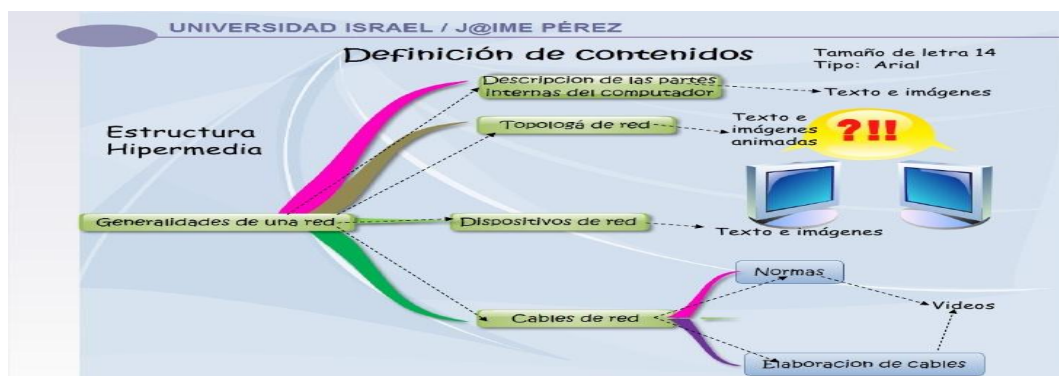 UNIVERSIDAD ISRAEL / J@IME PÉREZ
Definición de contenidos
Tamaño de letra 14
Tipo: Arial
Descripcion de las partes
internas del computador
Texto e imágenes
Estructura
Hipermedia
Topologá de red
Texto e
imágenes
animadas
?!!
Generalidades de una red
Dispositivos de red
Texto e imágenes
Normas
Cables de red
Videos
Elaboracion de cables